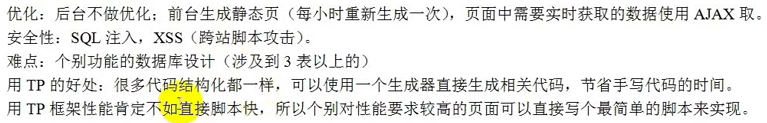 优化：后台不做优化；前台生成静态页（每小时重新生成一次），页面中需要实时获取的数据使用 AJAX 取。
安全性：SQL 注入，XSS（跨站脚本攻击）。
难点：个别功能的数据库设计（涉及到 3 表以上的）
用 TP 的好处：很多代码结构化都一样，可以使用一个生成器直接生成相关代码，节省手写代码的时间。
用 TP 框架性能肯定不如直接脚本快，所以个别对性能要求较高的页面可以直接写个最简单的脚本来实现。